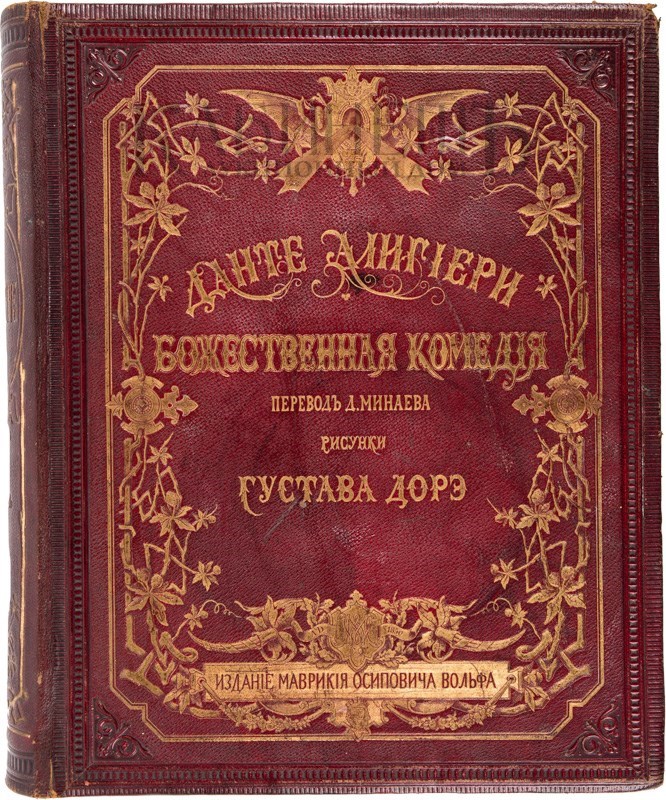 ДАНТЕ АЛИГІЕРИ
БОЖЕСТВЕННАЯ КОМЕДІЯ
ПЕРЕВОДЪ Д. МИНАЕВА
РИСУНКИ
ГУСТАВА ДОРЭ
ИЗДАНІЕ МАВРИКІЯ ОСИПОВИЧА ВОЛЬФА